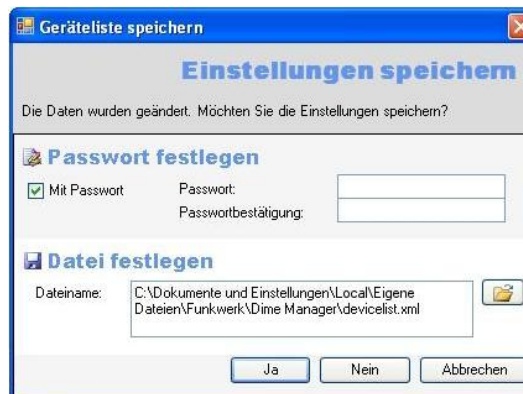 Geräteliste speichern
Einstellungen speichern
Die Daten wurden geändert. Möchten Sie die Einstellungen speichern?
Passwort festlegen
Mit Passwort
Passwort:
Passwortbestätigung:
Datei festlegen
Dateiname:
C:\Dokumente und Einstellungen\Local\Eigene
Dateien\Funkwerk\Dime Manager\devicelist.xml
Ja
Nein
Abbrechen